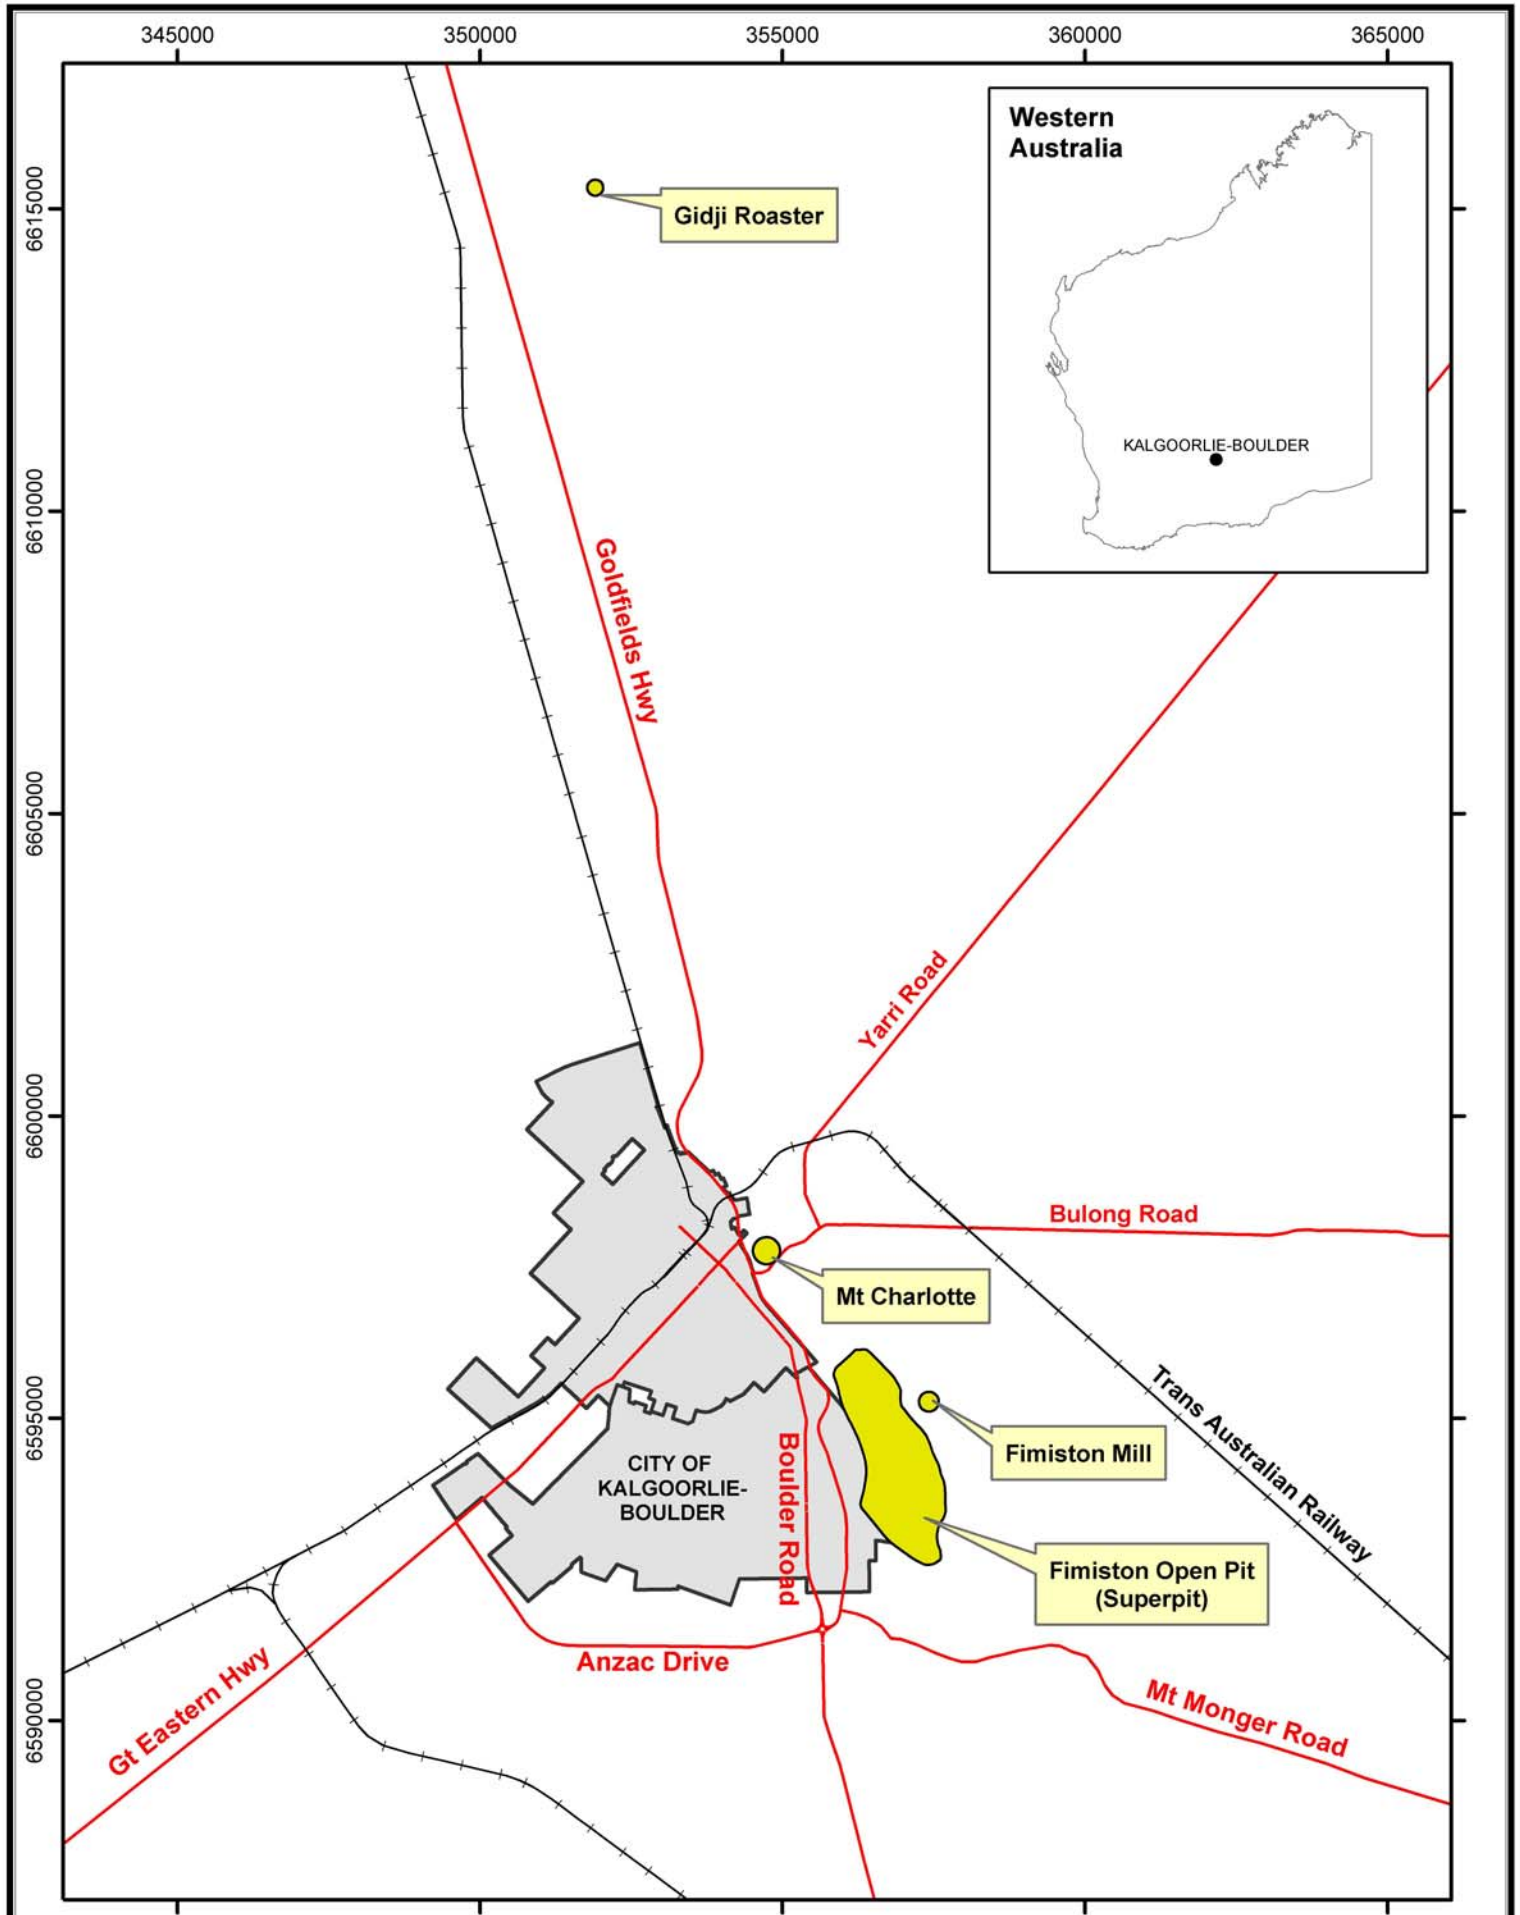 345000 350000 355000 360000 365000
Western
Australia
6615000
Gidji Roaster
KALGOORLIE-BOULDER
6610000
Goldfields Hwy
6605000
Yarri Road
6600000
Bulong Road
Mt Charlotte
6595000
Trans Australian Railway
Boulder Road
Fimiston Mill
CITY OF
KALGOORLIE-
BOULDER
Fimiston Open Pit
(Superpit)
Anzac Drive
Gt Eastern Hwy
Mt Monger Road
6590000